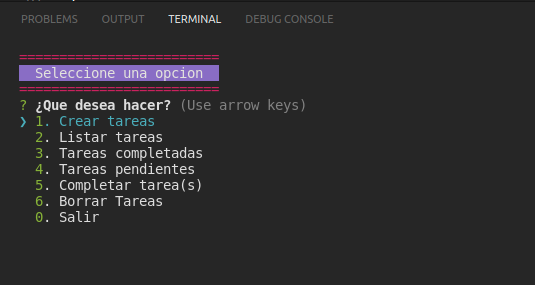 PROBLEMS OUTPUT TERMINAL DEBUG CONSOLE
=========================
Seleccione una opcion
=========================
? ¿Que desea hacer? (Use arrow keys)
❯ 1. Crear tareas
2. Listar tareas
3. Tareas completadas
4. Tareas pendientes
5. Completar tarea(s)
6. Borrar Tareas
0. Salir